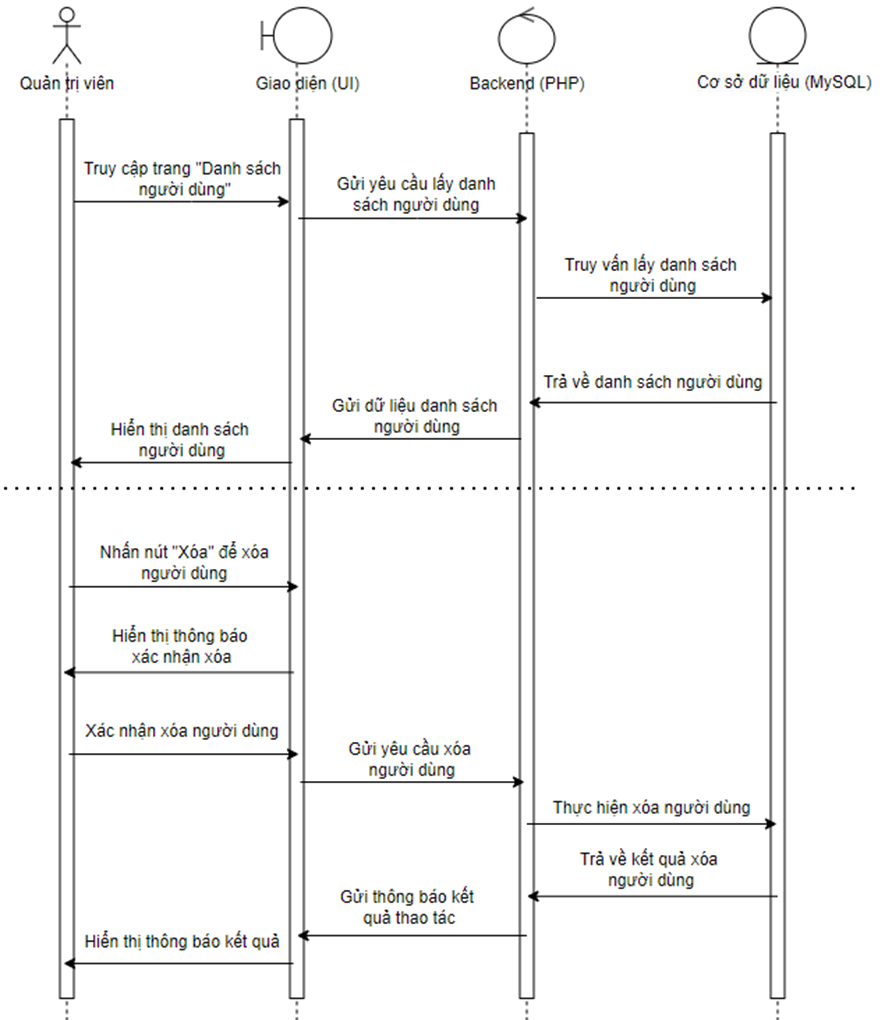 Quản trị viên
Giao diện (UI)
Backend (PHP)
Cơ sở dữ liệu (MySQL)
Truy cập trang "Danh sách
người dùng"
Gửi yêu cầu lấy danh
sách người dùng
Truy vấn lấy danh sách
người dùng
Trả về danh sách người dùng
Gửi dữ liệu danh sách
người dùng
Hiển thị danh sách
người dùng
Nhấn nút "Xóa" để xóa
người dùng
Hiển thị thông báo
xác nhận xóa
Xác nhận xóa người dùng
Gửi yêu cầu xóa
người dùng
Thực hiện xóa người dùng
Trả về kết quả xóa
người dùng
Gửi thông báo kết
quả thao tác
Hiển thị thông báo kết quả